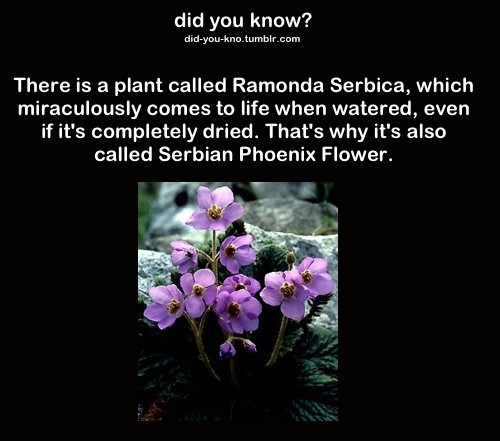 did you know?
did-you-kno.tumblr.com
There is a plant called Ramonda Serbica, which
miraculously comes to life when watered, even
if it's completely dried. That's why it's also
called Serbian Phoenix Flower.